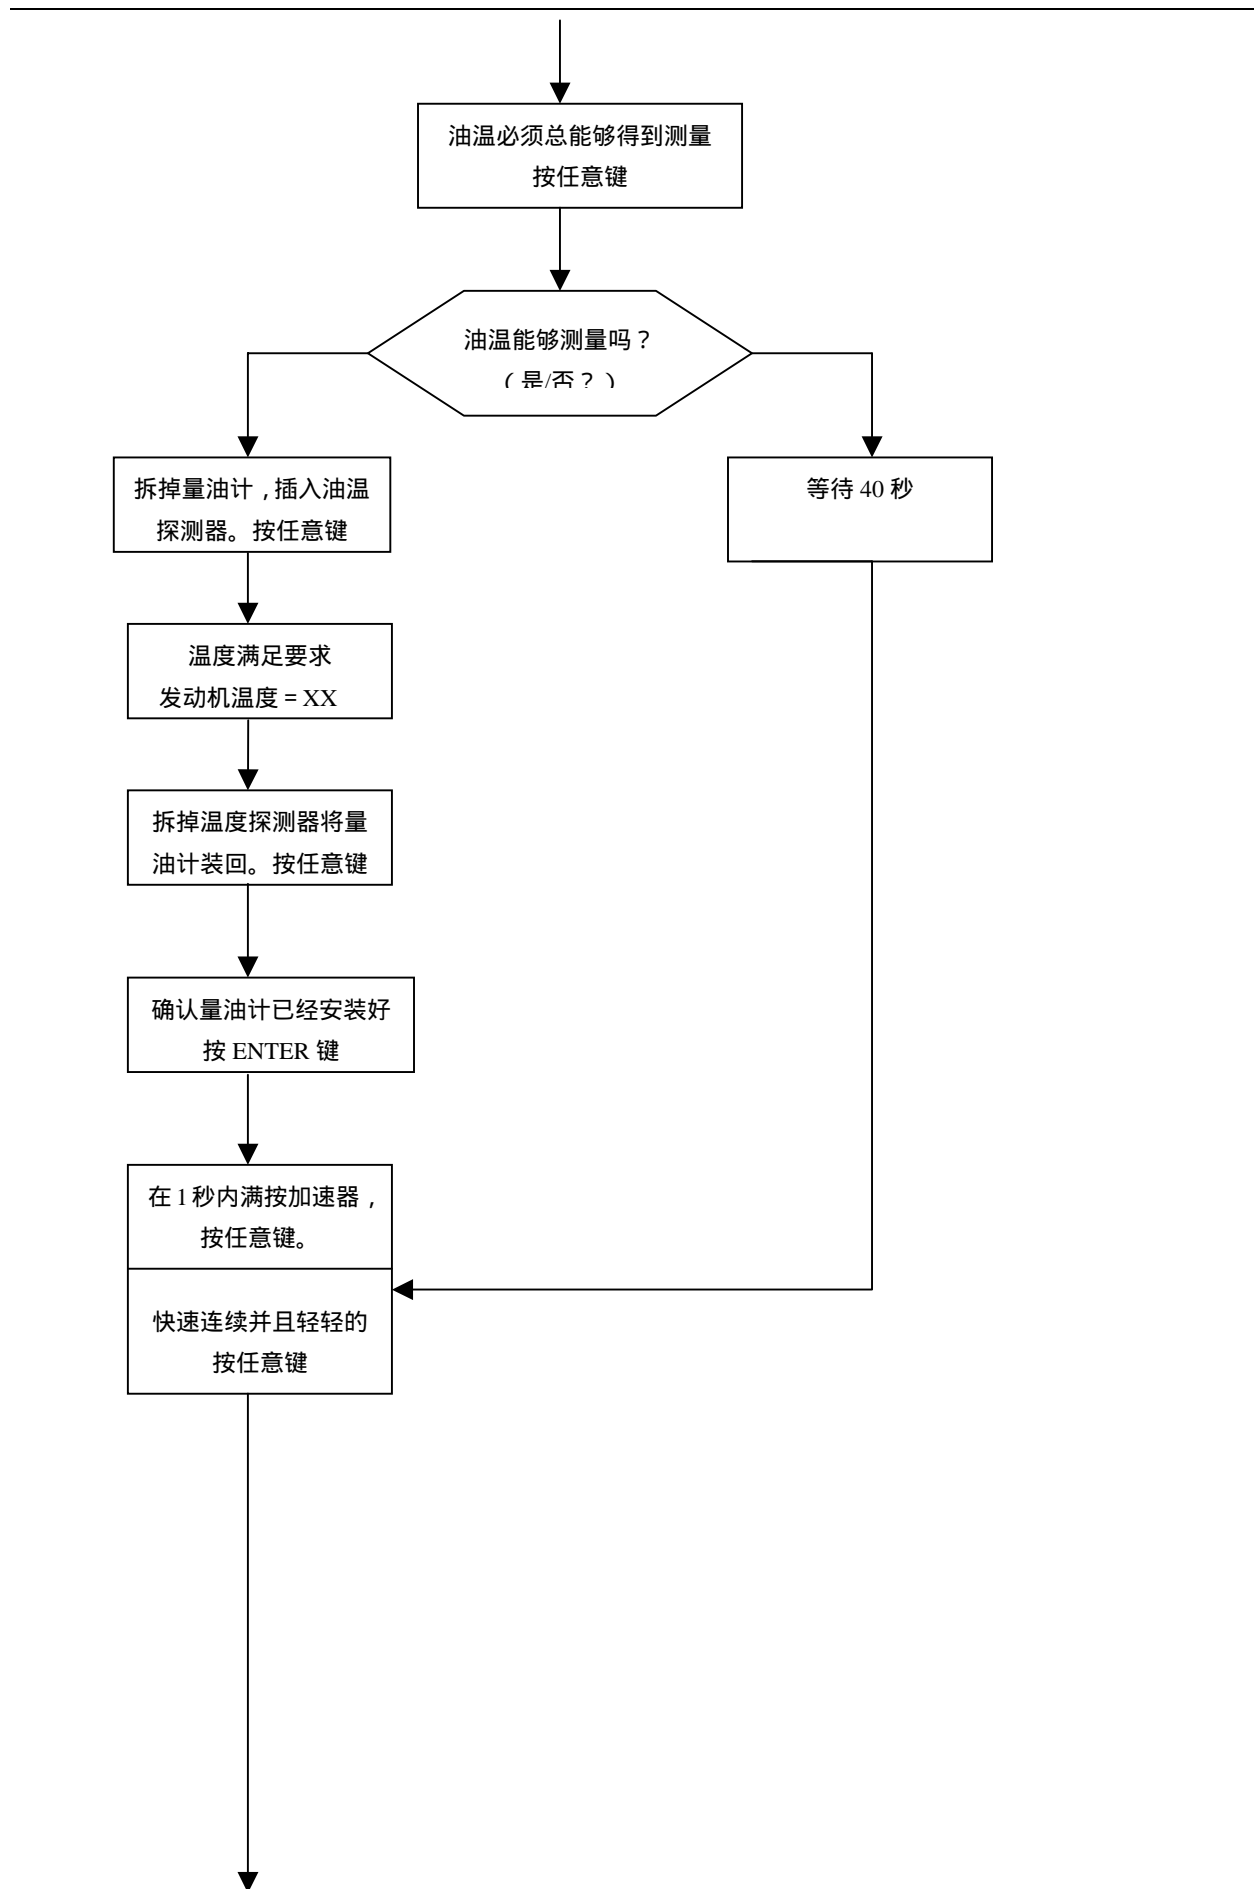 油温必须总能够得到测量
按任意键
油温能够测量吗？
（是/否？）
拆掉量油计，插入油温
探测器。按任意键
等待 40 秒
温度满足要求
发动机温度 = XX
拆掉温度探测器将量
油计装回。按任意键
确认量油计已经安装好
按 ENTER 键
在 1 秒内满按加速器，
按任意键。
快速连续并且轻轻的
按任意键